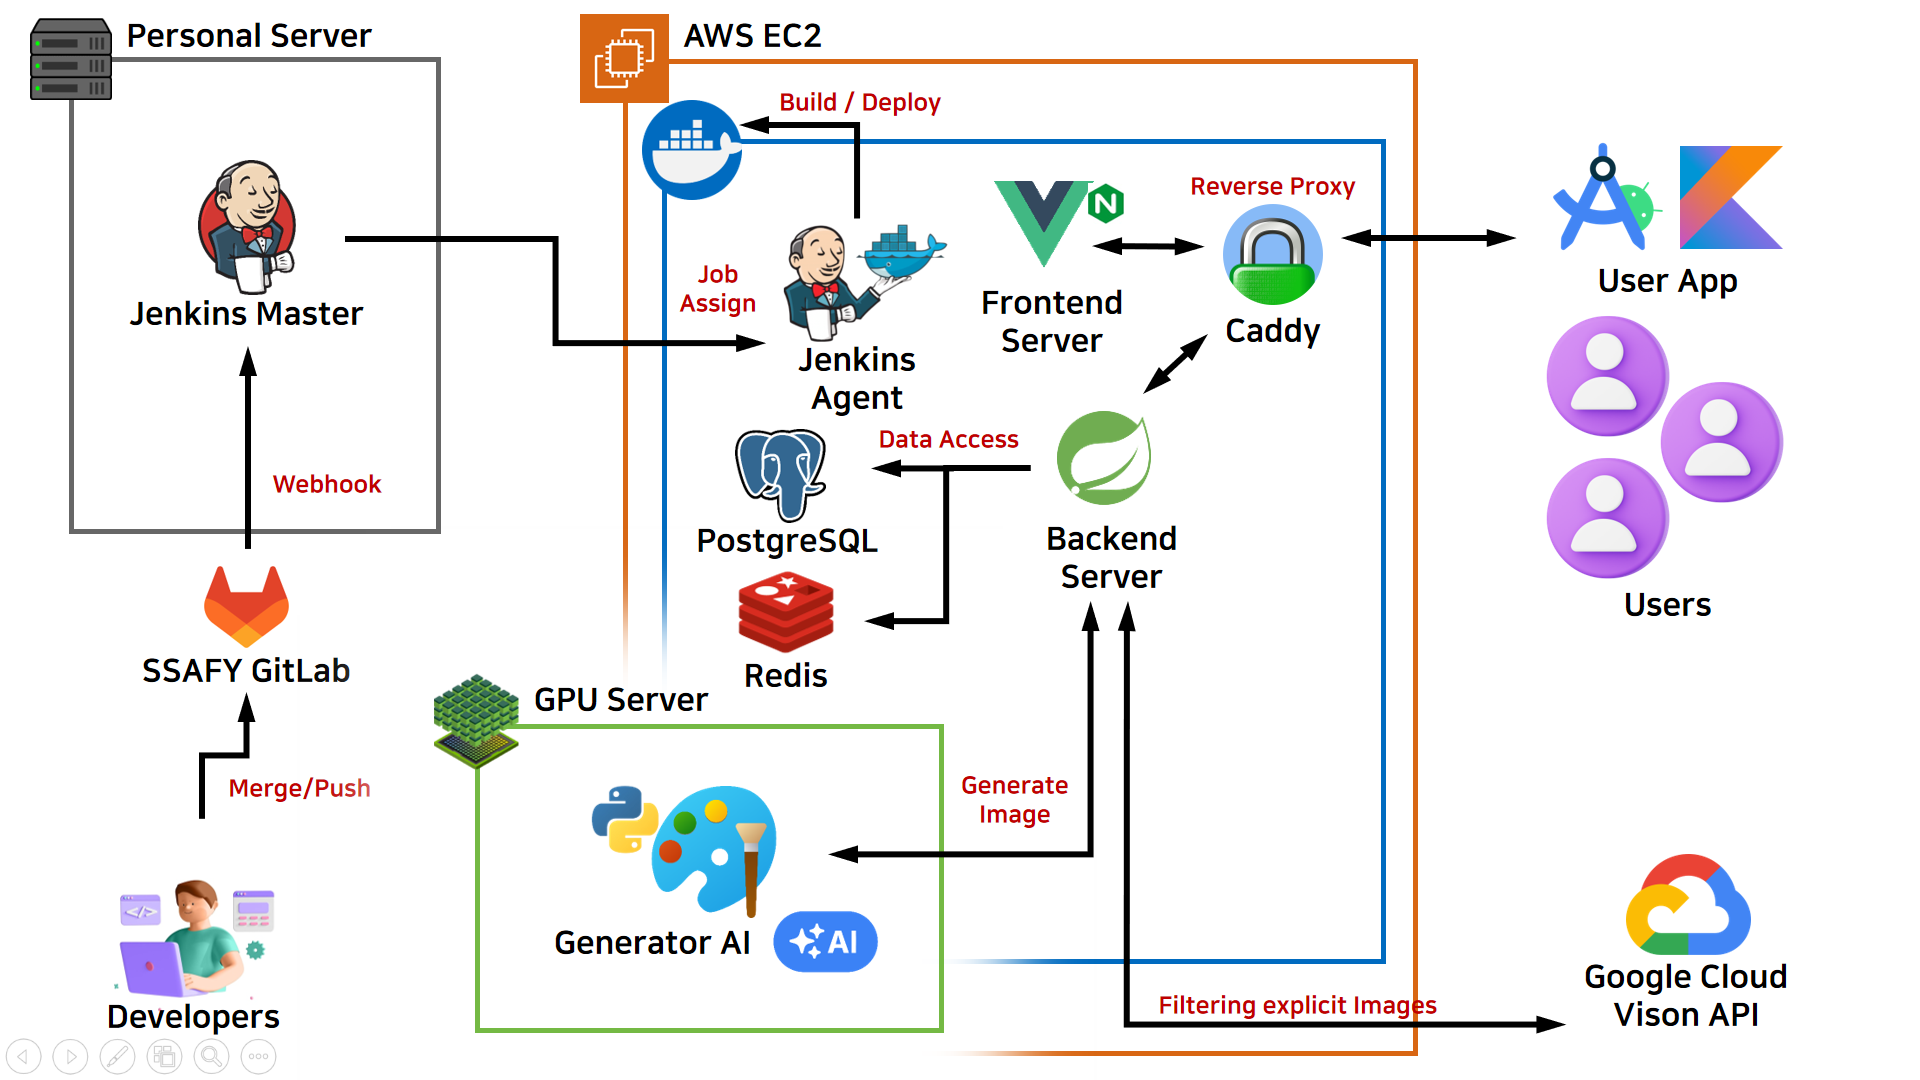 Personal Server
AWS EC2
Build / Deploy
Reverse Proxy
N
Jenkins Master
Job
Assign
Jenkins
Agent
Frontend
Server
Caddy
User App
Data Access
Webhook
PostgreSQL
Backend
Server
Users
SSAFY GitLab
Redis
GPU Server
Merge/Push
Generate
Image
Generator AI
AI
Developers
</>
Filtering explicit Images
Google Cloud
Vison API